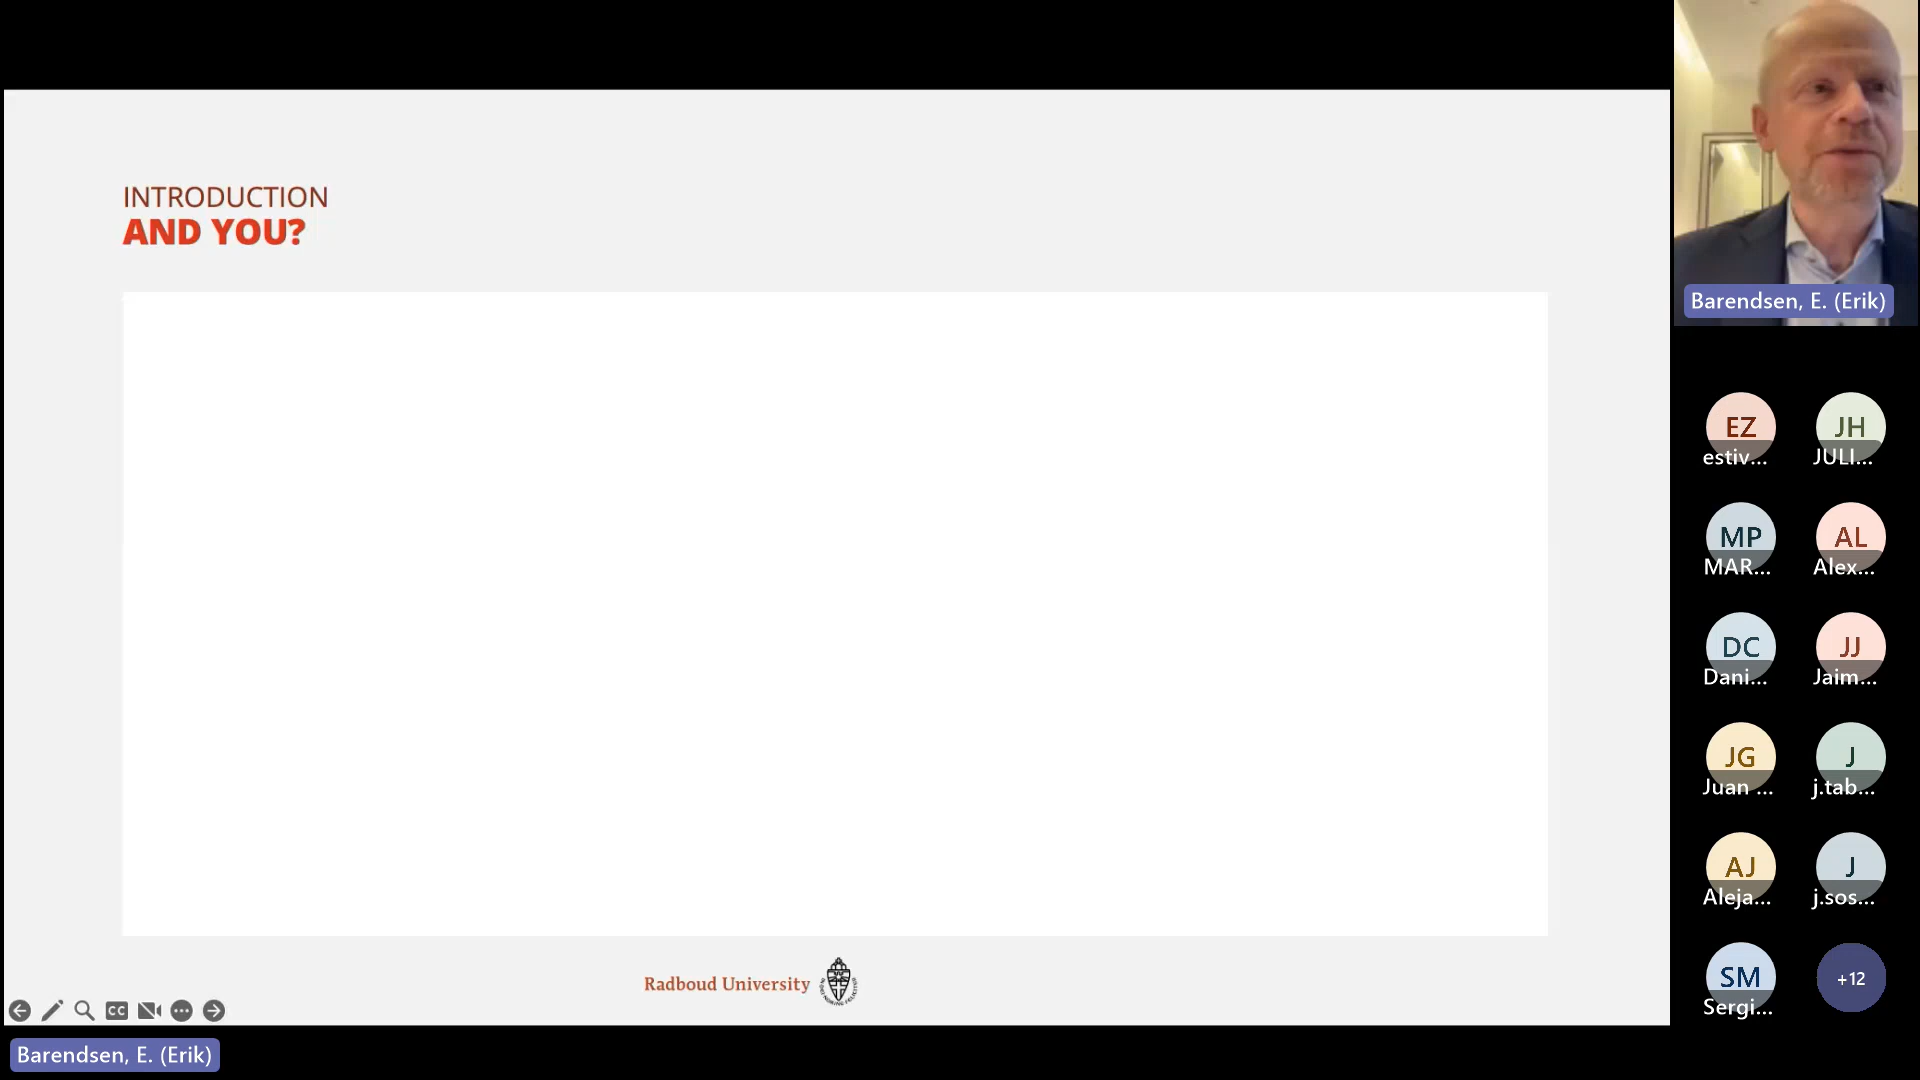 INTRODUCTION
AND YOU?
Radboud University
CC
Barendsen, E. (Erik)
Barendsen, E. (Erik)
EZ
estiv...
JH
JULI...
MP
MAR...
AL
Alex...
DC
Dani...
JJ
Jaim...
JG
Juan ...
J
j.tab...
AJ
Aleja...
J
j.sos...
SM
Sergi...
+12